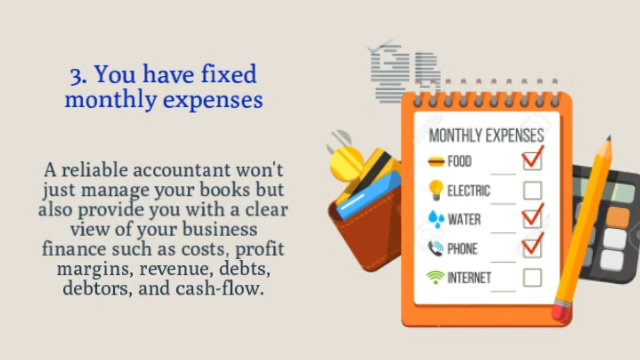 3. You have fixed
monthly expenses
A reliable accountant won't
just manage your books but
also provide you with a clear
view of your business
finance such as costs, profit
margins, revenue, debts,
debtors, and cash-flow.
MONTHLY EXPENSES
FOOD
ELECTRIC
WATER
PHONE
INTERNET